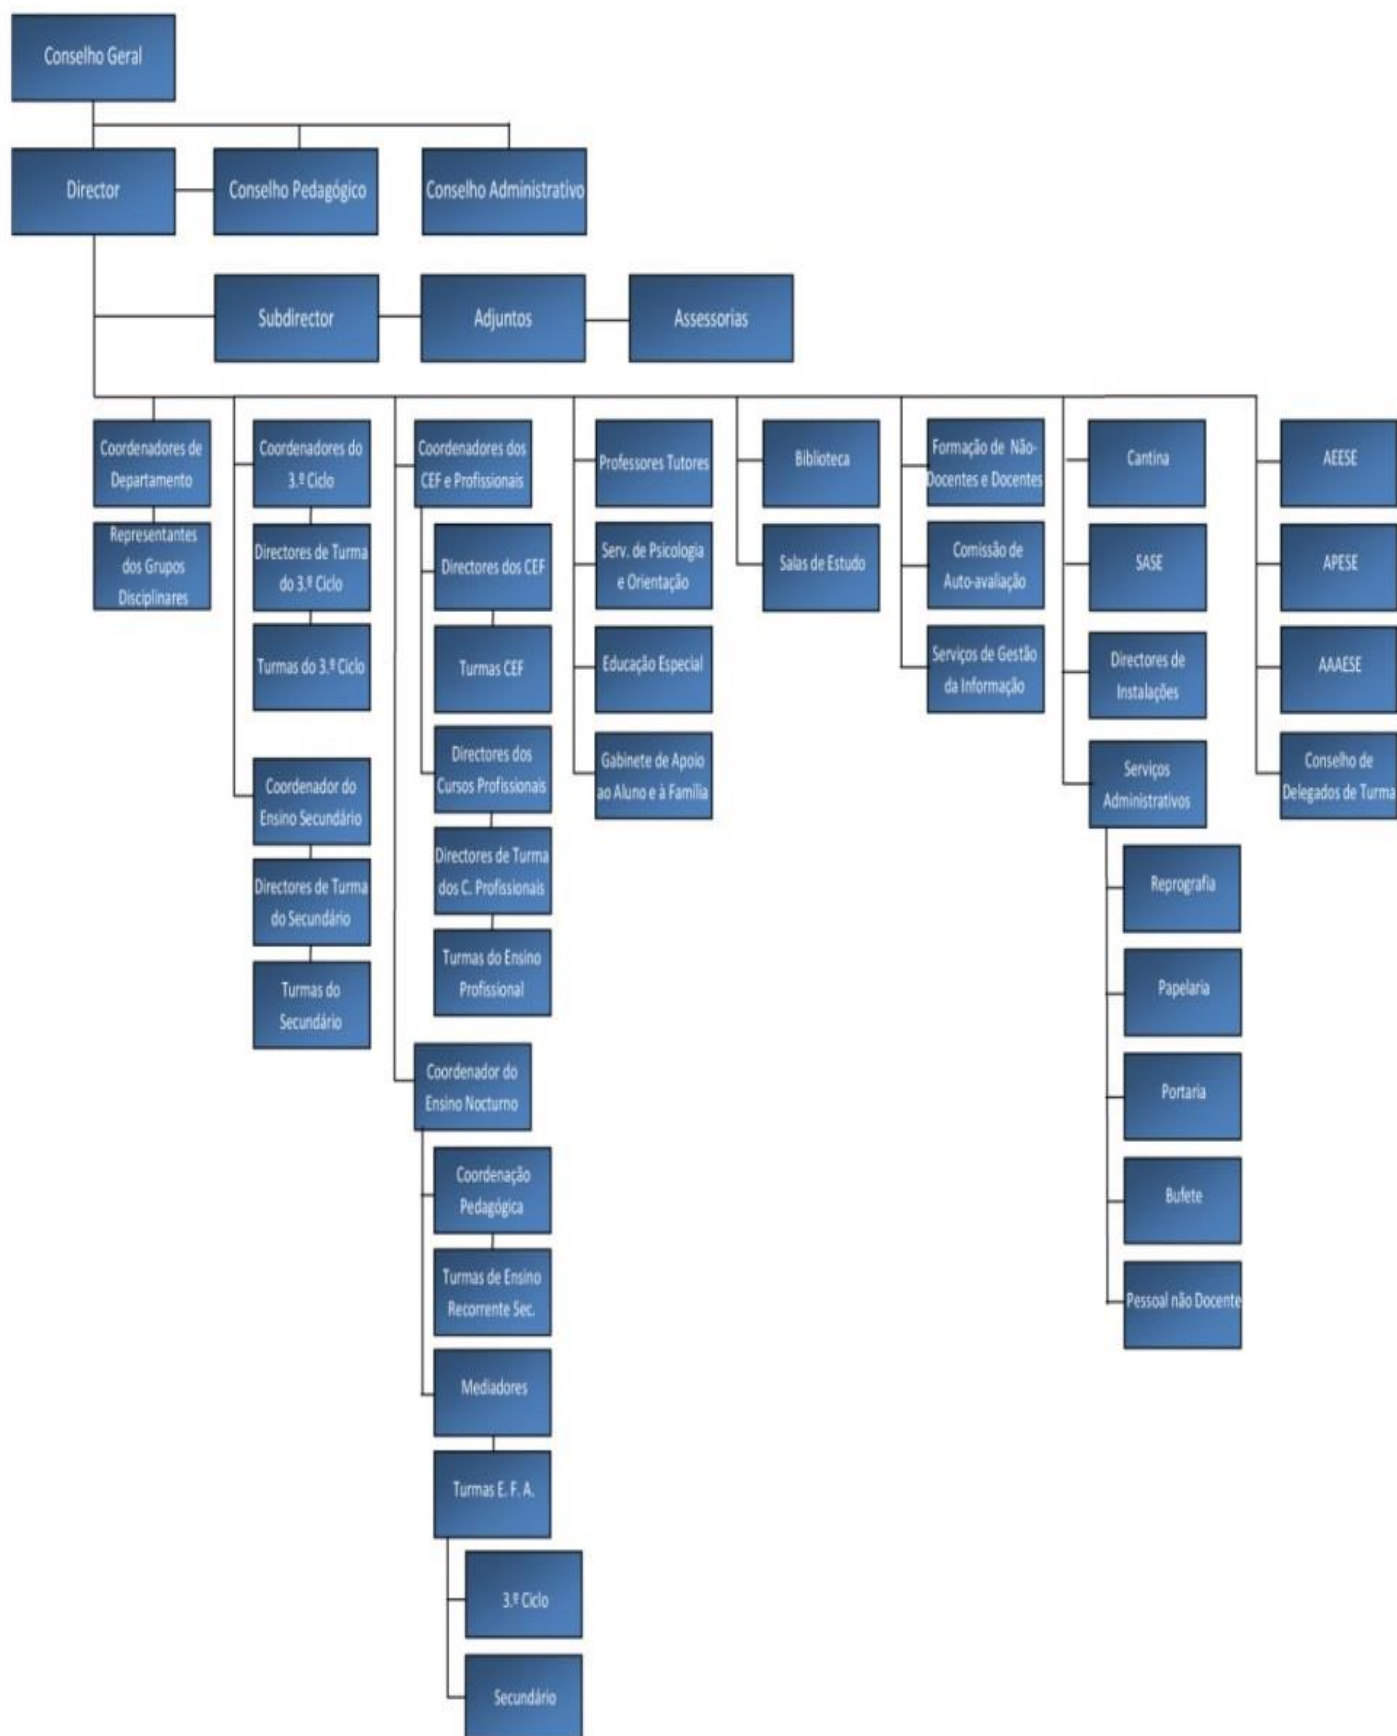 Conselho Geral
Director
Conselho Pedagógico
Conselho Administrativo
Subdirector
Adjuntos
Assessorias
Coordenadores de
Departamento
Representantes
dos Grupos
Disciplinares
Coordenadores do
3.º Ciclo
Directores de Turma
do 3.º Ciclo
Turmas do 3.º Ciclo
Coordenador do
Ensino Secundário
Directores de Turma
do Secundário
Turmas do
Secundário
Coordenadores dos
CEF e Profissionais
Directores dos CEF
Turmas CEF
Directores dos
Cursos Profissionais
Directores de Turma
dos C. Profissionais
Turmas do Ensino
Profissional
Coordenador do
Ensino Nocturno
Coordenação
Pedagógica
Turmas de Ensino
Recorrente Sec.
Mediadores
Turmas E. F. A.
3.º Ciclo
Secundário
Professores Tutores
Serv. de Psicologia
e Orientação
Educação Especial
Gabinete de Apoio
ao Aluno e à Família
Biblioteca
Salas de Estudo
Formação de Não-
Docentes e Docentes
Comissão de
Auto-avaliação
Serviços de Gestão
da Informação
Cantina
SASE
Directores de
Instalações
Serviços
Administrativos
Reprografia
Papelaria
Portaria
Bufete
Pessoal não Docente
AEESE
APESE
AAAESE
Conselho de
Delegados de Turma